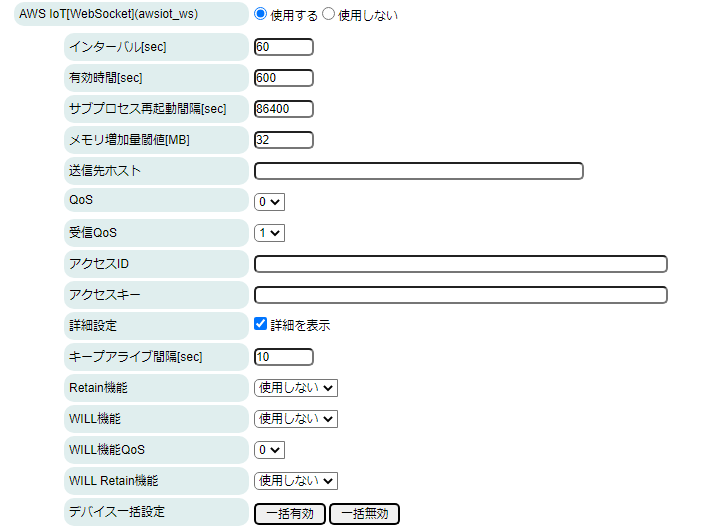 AWS IoT[WebSocket](awsiot_ws) 使用する 使用しない
インターバル[sec] 60
有効時間[sec] 600
サブプロセス再起動間隔[sec] 86400
メモリ増加量閾値[MB] 32
送信先ホスト
QoS 0
受信QoS 1
アクセスID
アクセスキー
詳細設定 詳細を表示
キープアライブ間隔[sec] 10
Retain機能 使用しない
WILL機能 使用しない
WILL機能QoS 0
WILL Retain機能 使用しない
デバイス一括設定 一括有効 一括無効